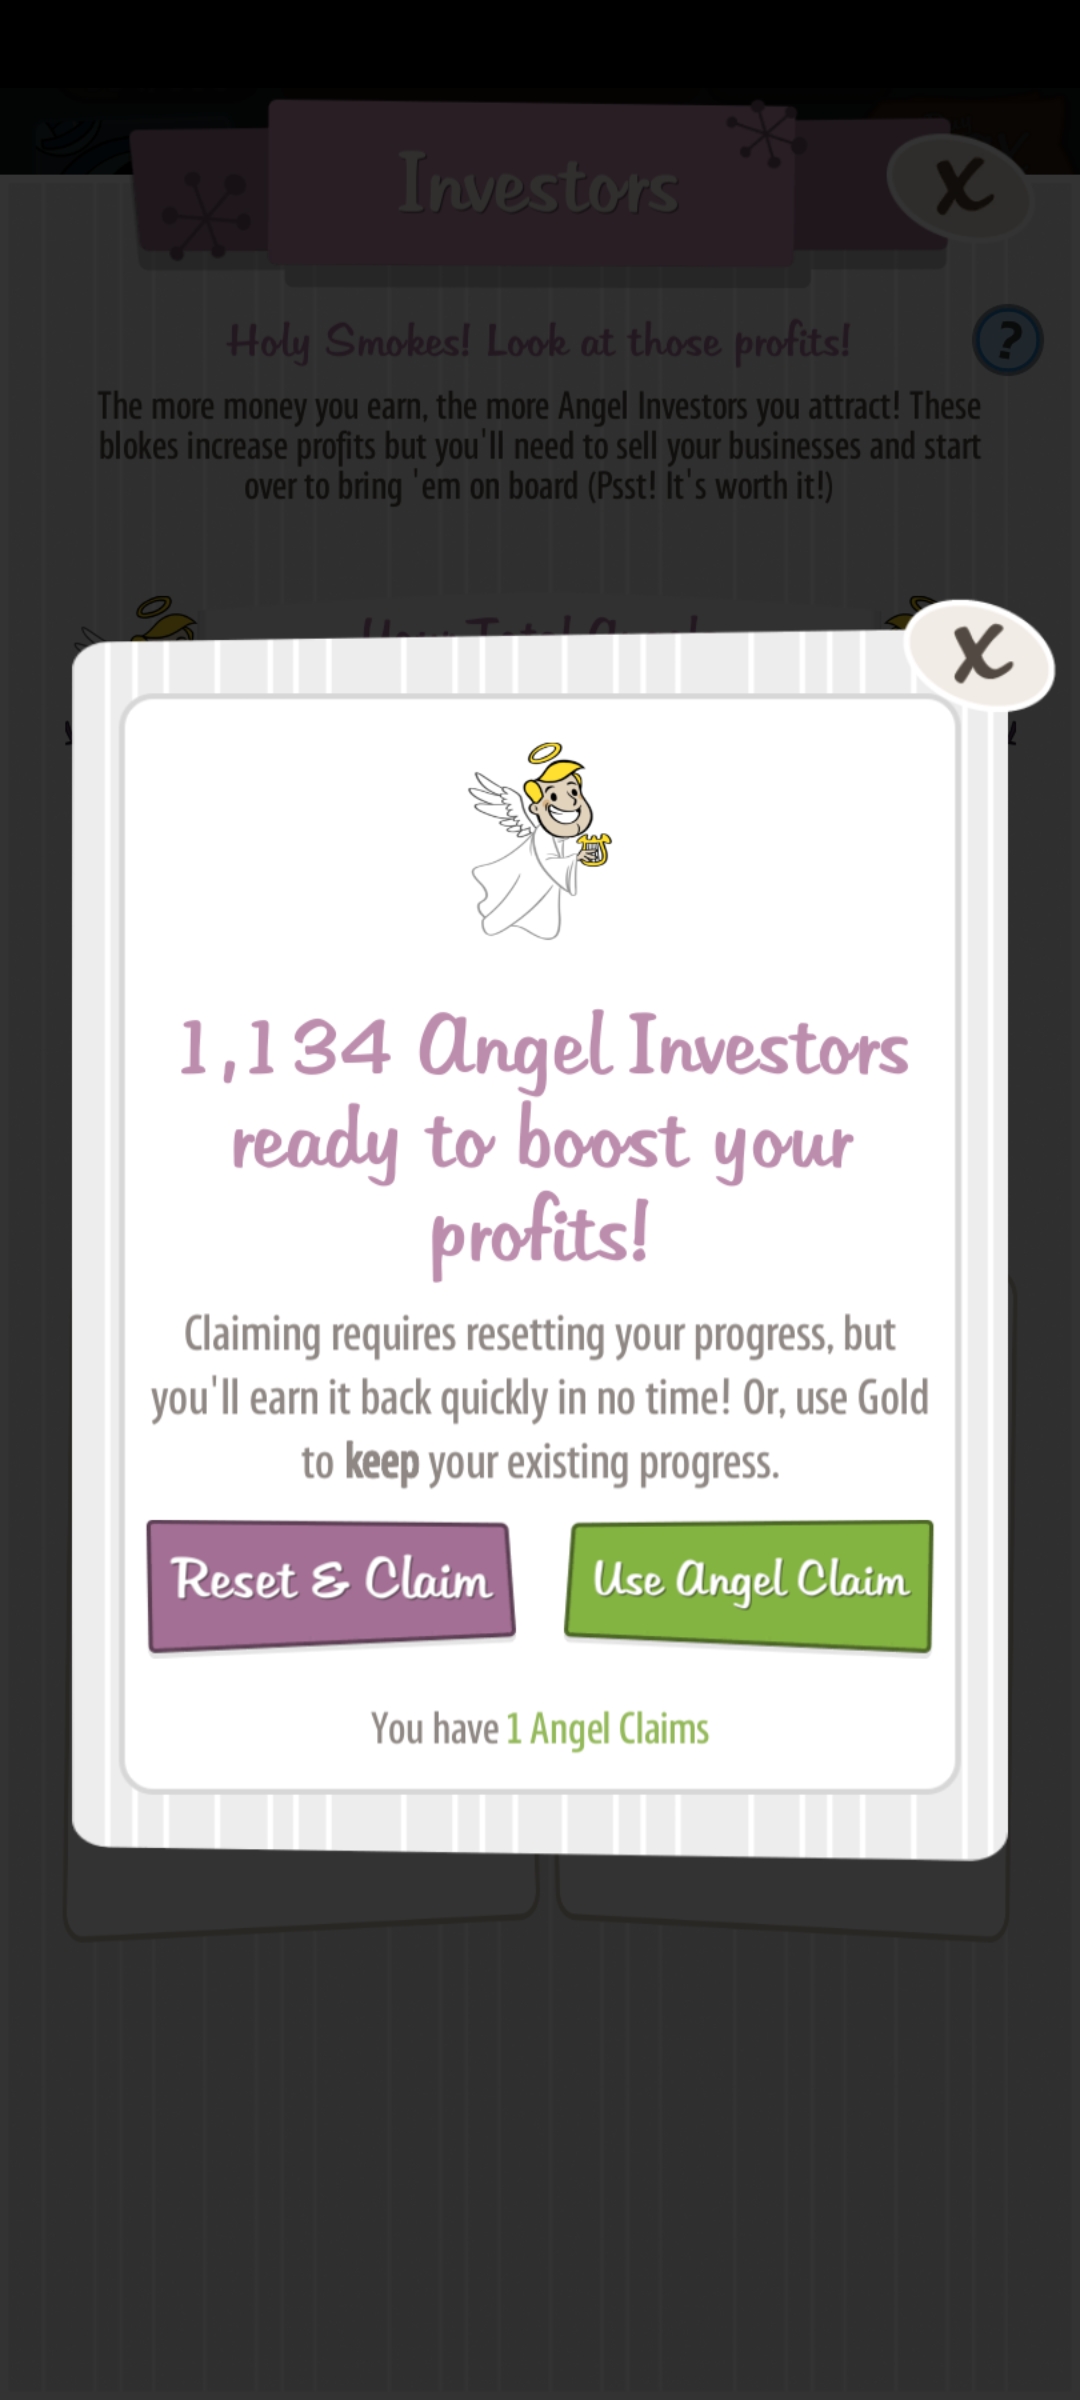 Investors
X
Holy Smokes! Look at those profits!
?
The more money you earn, the more Angel Investors you attract! These
blokes increase profits but you'll need to sell your businesses and start
over to bring 'em on board (Psst! It's worth it!)
X
1,134 Angel Investors
ready to boost your
profits!
Claiming requires resetting your progress, but
you'll earn it back quickly in no time! Or, use Gold
to keep your existing progress.
Reset & Claim
Use Angel Claim
You have 1 Angel Claims